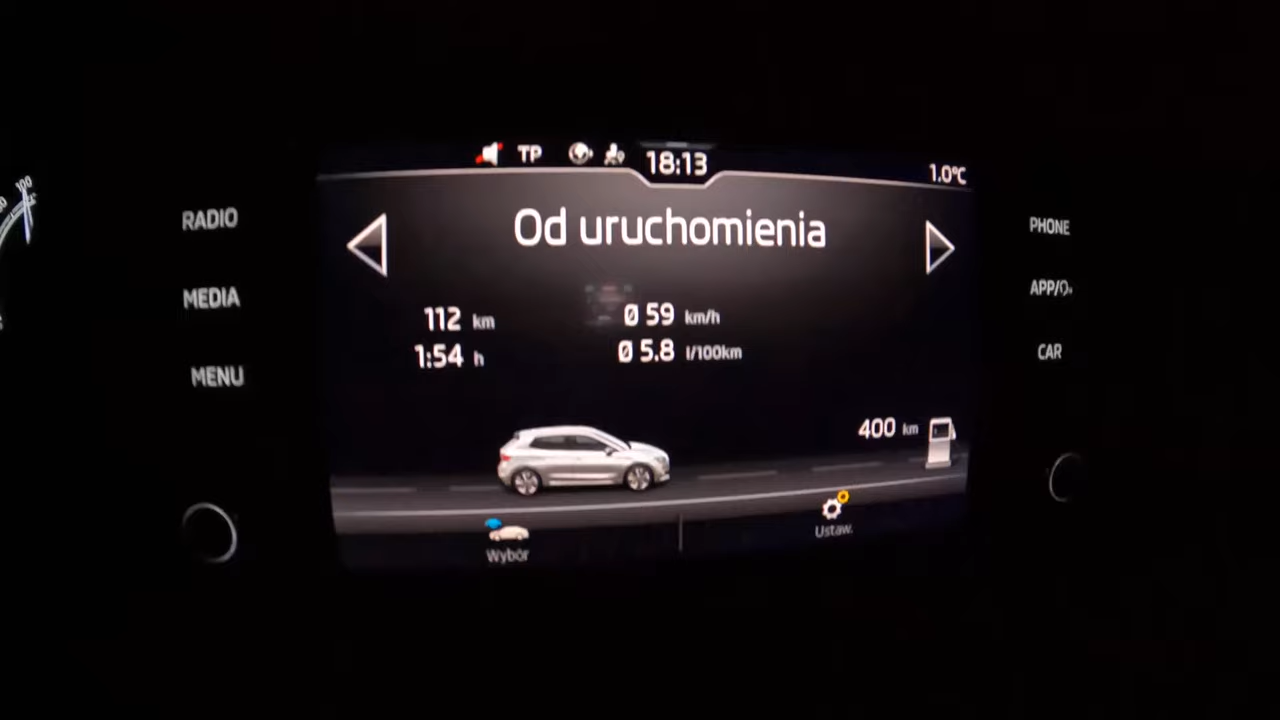 TP 18:13 1.0°C
100
RADIO
MEDIA
MENU
Od uruchomienia
112 km Ø 59 km/h
1:54 h Ø 5.8 l/100km
400 km
Wybór
Ustaw.
PHONE
APP/
CAR